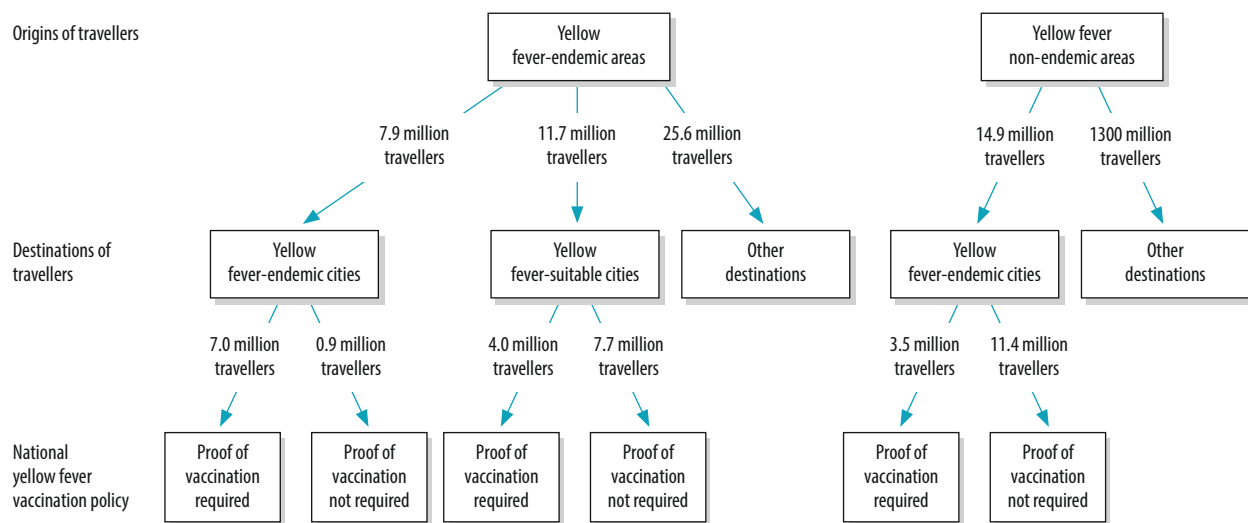 Origins of travellers
Yellow
fever-endemic areas
Yellow fever
non-endemic areas
7.9 million
travellers
11.7 million
travellers
25.6 million
travellers
14.9 million
travellers
1300 million
travellers
Destinations of
travellers
Yellow
fever-endemic cities
Yellow
fever-suitable cities
Other
destinations
Yellow
fever-endemic cities
Other
destinations
7.0 million
travellers
0.9 million
travellers
4.0 million
travellers
7.7 million
travellers
3.5 million
travellers
11.4 million
travellers
National
yellow fever
vaccination policy
Proof of
vaccination
required
Proof of
vaccination
not required
Proof of
vaccination
required
Proof of
vaccination
not required
Proof of
vaccination
required
Proof of
vaccination
not required